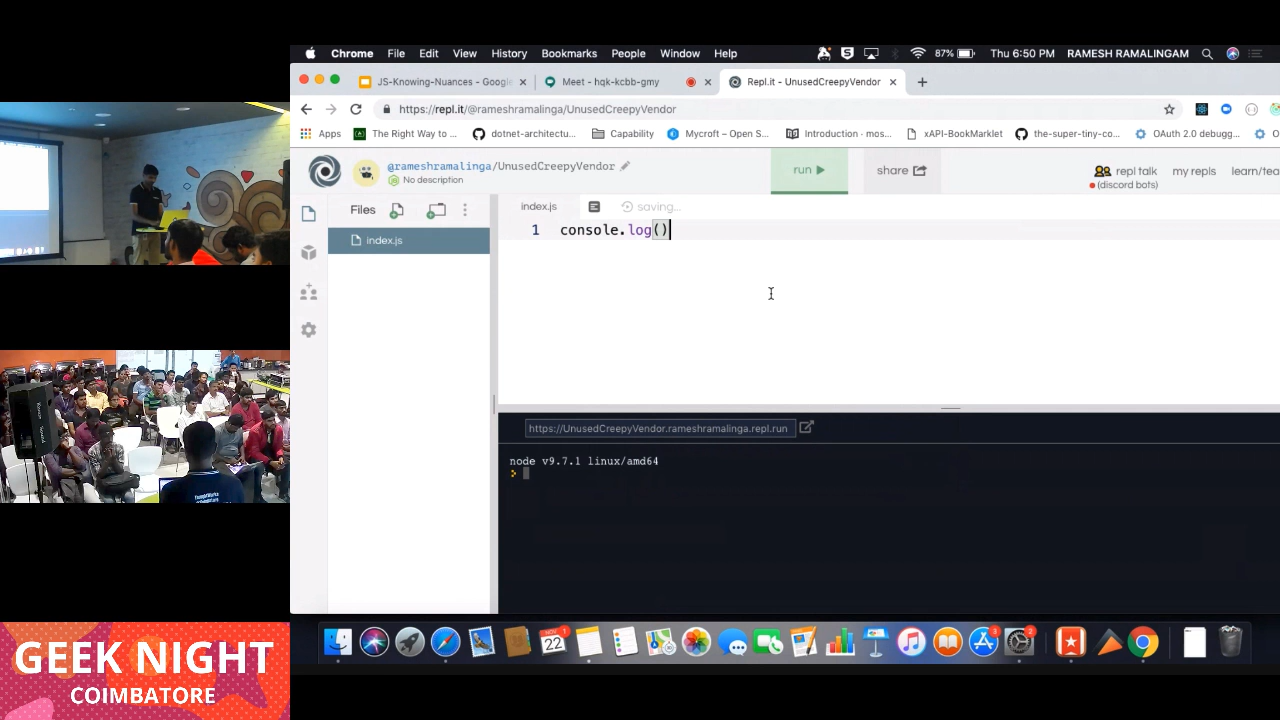 Chrome File Edit View History Bookmarks People Window Help 87% Thu 6:50 PM RAMESH RAMALINGAM
JS-Knowing-Nuances - Google Meet - hqk-kcbb-gmy Repl.it - UnusedCreepyVendor
https://repl.it/@rameshramalinga/UnusedCreepyVendor
Apps The Right Way to ... dotnet-architectu... Capability Mycroft – Open S... Introduction · mos... xAPI-BookMarklet the-super-tiny-co... OAuth 2.0 debugg...
@rameshramalinga/UnusedCreepyVendor
No description
run
share
repl talk
(discord bots)
my repls
learn/tea
Files
index.js
index.js saving...
1 console.log()
https://UnusedCreepyVendor.rameshramalinga.repl.run
node v9.7.1 linux/amd64
NOV
22
GEEK NIGHT
COIMBATORE